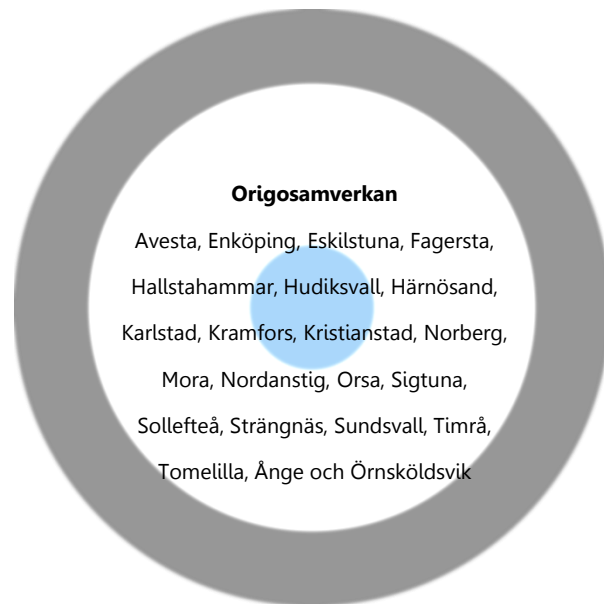 Origosamverkan
Avesta, Enköping, Eskilstuna, Fagersta,
Hallstahammar, Hudiksvall, Härnösand,
Karlstad, Kramfors, Kristianstad, Norberg,
Mora, Nordanstig, Orsa, Sigtuna,
Sollefteå, Strängnäs, Sundsvall, Timrå,
Tomelilla, Ånge och Örnsköldsvik